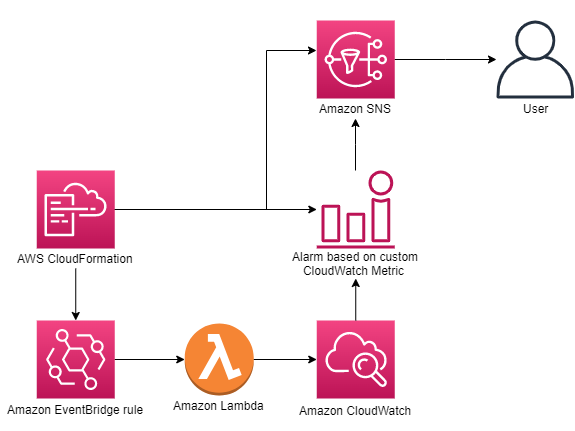 Amazon SNS
User
AWS CloudFormation
Alarm based on custom
CloudWatch Metric
Amazon EventBridge rule
Amazon Lambda
Amazon CloudWatch